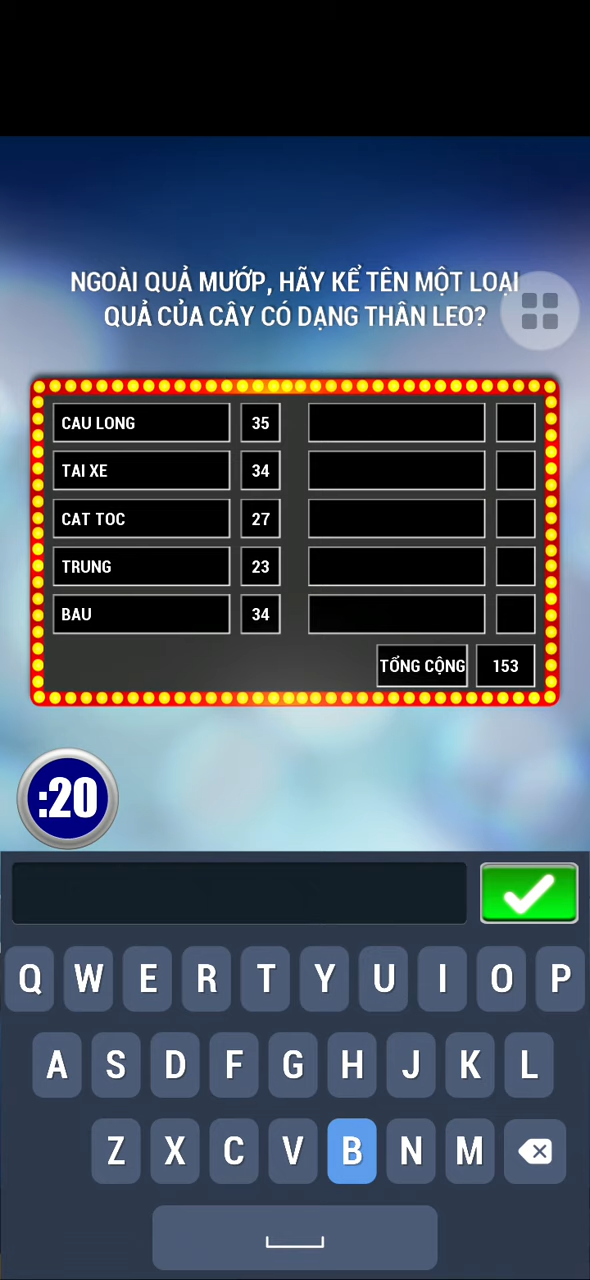 NGOÀI QUẢ MƯỚP, HÃY KỂ TÊN MỘT LOẠI
QUẢ CỦA CÂY CÓ DẠNG THÂN LEO?
CAU LONG 35
TAI XE 34
CAT TOC 27
TRUNG 23
BAU 34
TỔNG CỘNG 153
:20
Q W E R T Y U I O P
A S D F G H J K L
Z X C V B N M